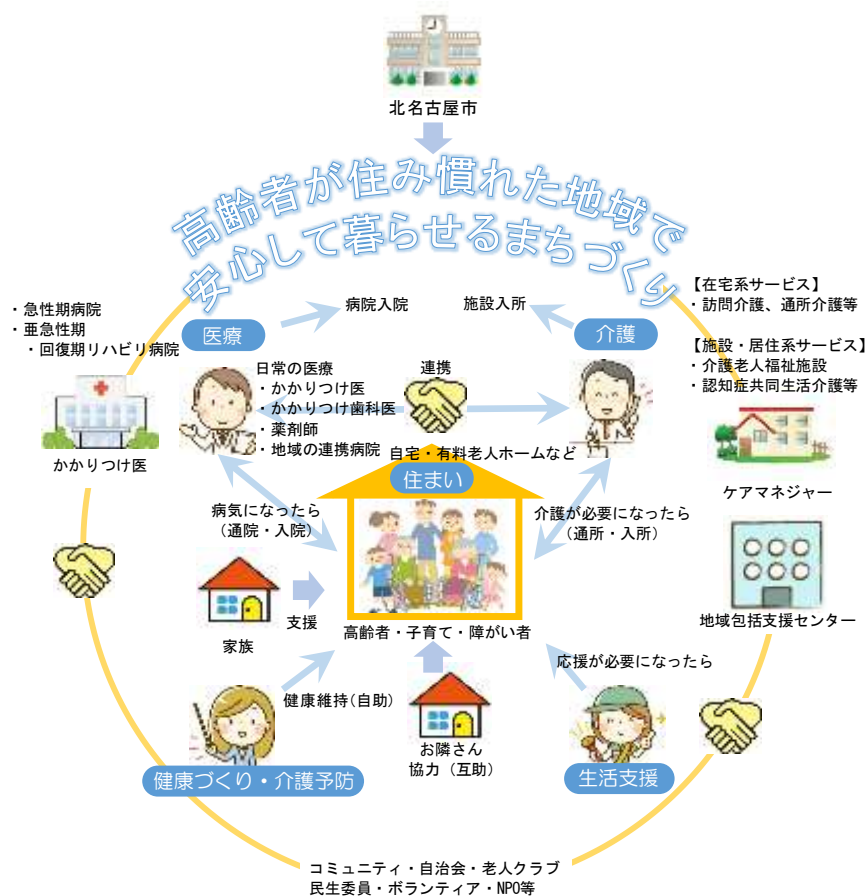 北名古屋市
高齢者が住み慣れた地域で
安心して暮らせるまちづくり
・急性期病院
・亜急性期
・回復期リハビリ病院
医療
病院入院
施設入所
介護
【在宅系サービス】
・訪問介護、通所介護等
【施設・居住系サービス】
・介護老人福祉施設
・認知症共同生活介護等
日常の医療
・かかりつけ医
・かかりつけ歯科医
・薬剤師
・地域の連携病院
連携
かかりつけ医
自宅・有料老人ホームなど
住まい
ケアマネジャー
病気になったら
（通院・入院）
介護が必要になったら
（通所・入所）
家族
支援
高齢者・子育て・障がい者
地域包括支援センター
応援が必要になったら
健康維持(自助)
お隣さん
協力（互助）
健康づくり・介護予防
生活支援
コミュニティ・自治会・老人クラブ
民生委員・ボランティア・NPO等